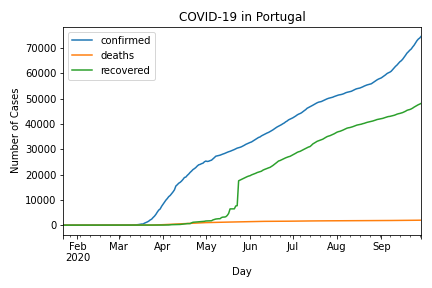 COVID-19 in Portugal
confirmed
deaths
recovered
Number of Cases
70000
60000
50000
40000
30000
20000
10000
0
Feb Mar Apr May Jun Jul Aug Sep
2020
Day